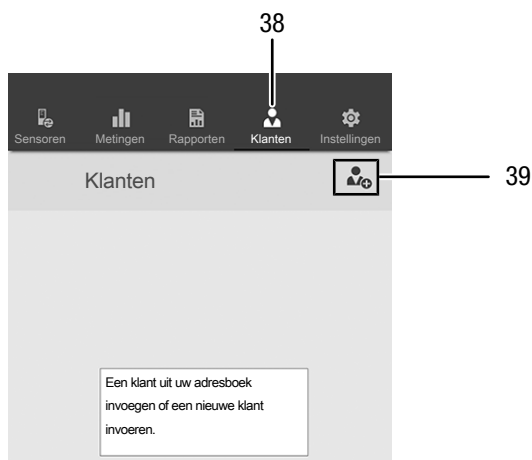 38
Sensoren Metingen Rapporten Klanten Instellingen
Klanten
39
Een klant uit uw adresboek
invoegen of een nieuwe klant
invoeren.